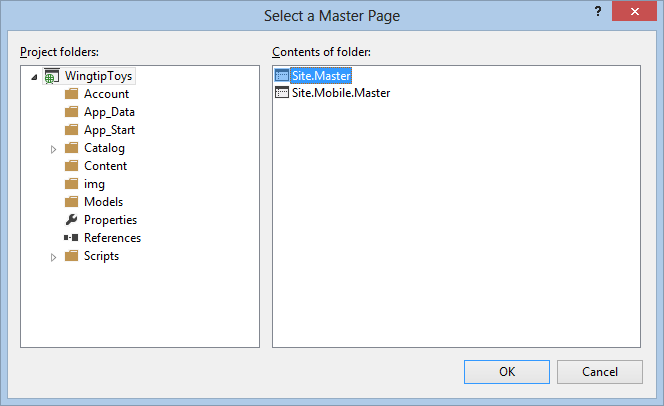 Select a Master Page
?
Project folders:
Contents of folder:
WingtipToys
Account
App_Data
App_Start
Catalog
Content
img
Models
Properties
References
Scripts
Site.Master
Site.Mobile.Master
OK
Cancel